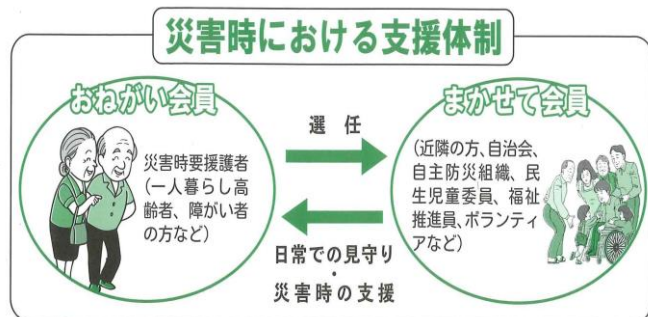 災害時における支援体制
おねがい会員
災害時要援護者
(一人暮らし高
齢者、障がい者
の方など)
選任
日常での見守り
・
災害時の支援
まかせて会員
(近隣の方、自治会、
自主防災組織、民
生児童委員、福祉
推進員、ボランティ
アなど)